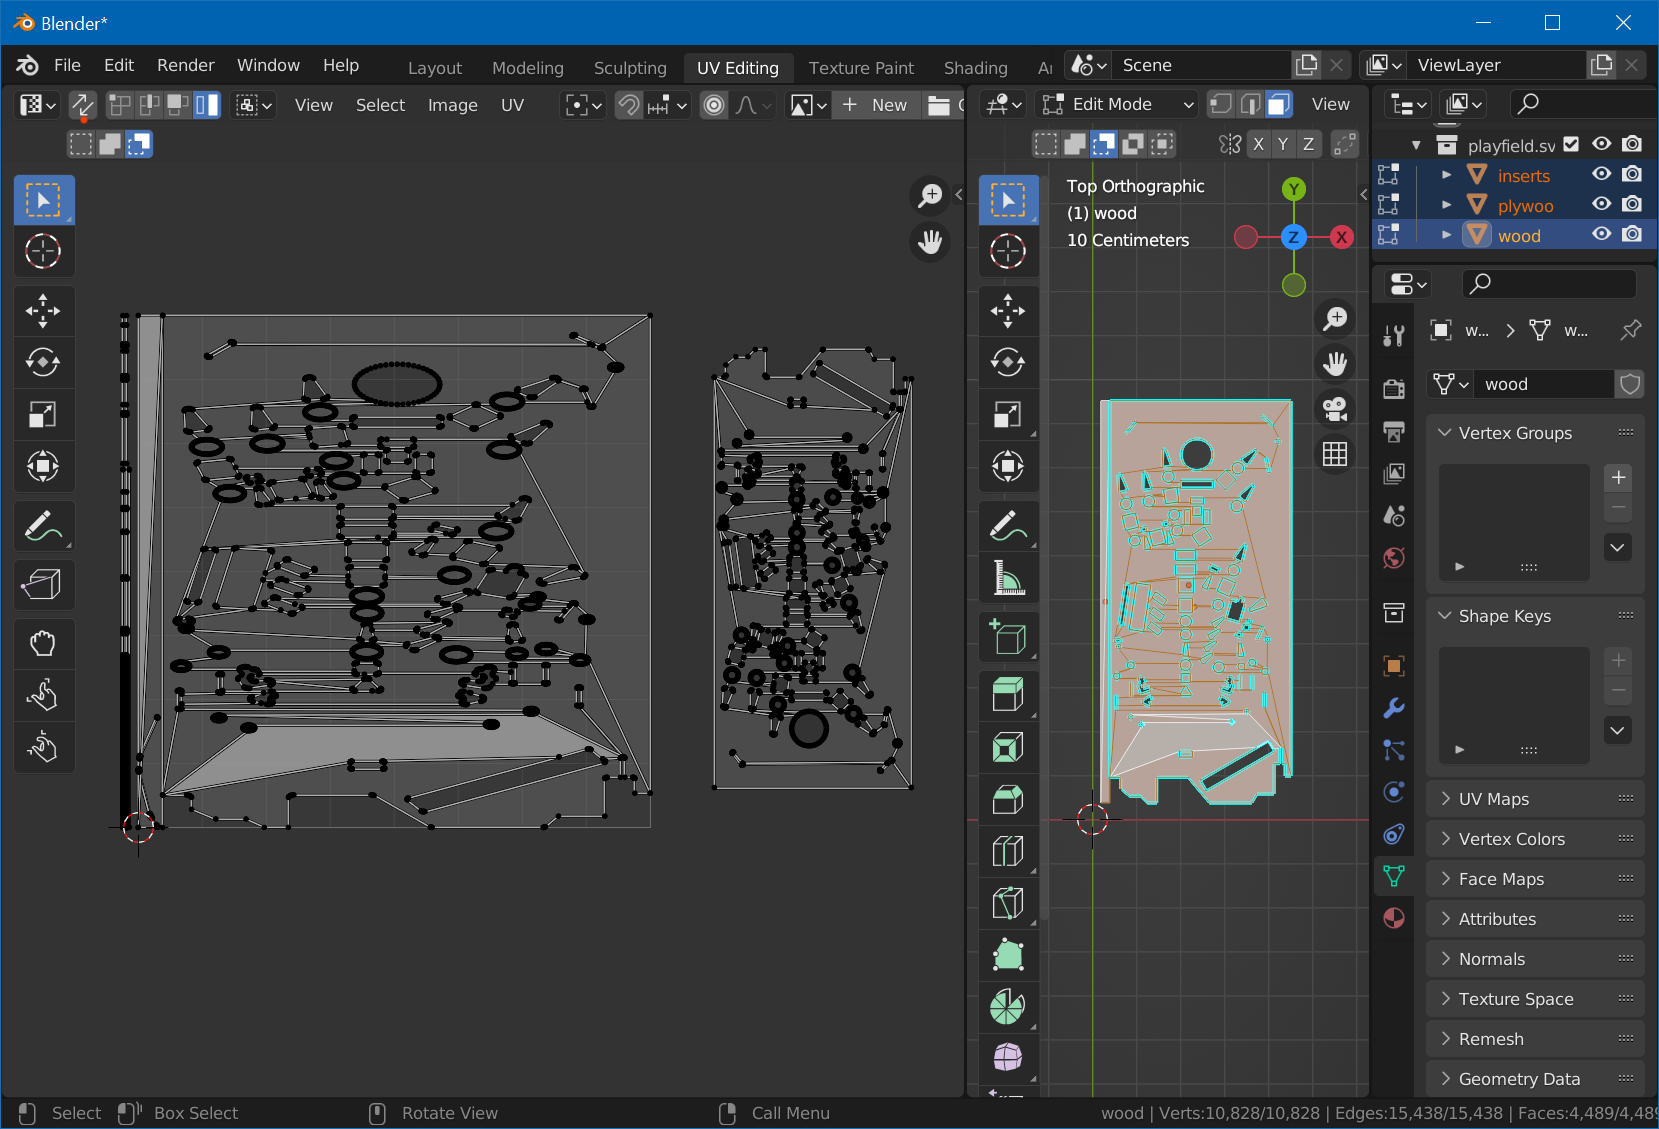 Blender*
File Edit Render Window Help Layout Modeling Sculpting UV Editing Texture Paint Shading Scene ViewLayer
View Select Image UV New Edit Mode View
X Y Z
playfield.sv
inserts
plywoo
wood
Top Orthographic
(1) wood
10 Centimeters
Y
Z X
w... w...
wood
Vertex Groups
Shape Keys
UV Maps
Vertex Colors
Face Maps
Attributes
Normals
Texture Space
Remesh
Geometry Data
Select Box Select Rotate View Call Menu wood | Verts:10,828/10,828 | Edges:15,438/15,438 | Faces:4,489/4,489